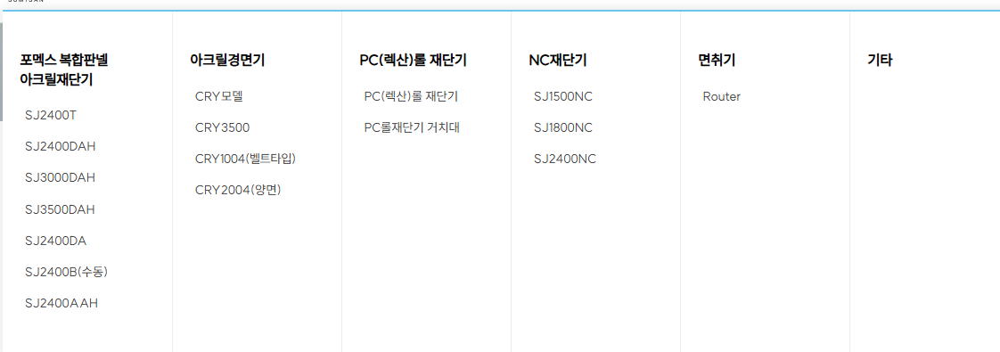 포멕스 복합판넬
아크릴재단기
SJ2400T
SJ2400DAH
SJ3000DAH
SJ3500DAH
SJ2400DA
SJ2400B(수동)
SJ2400AAH
아크릴경면기
CRY모델
CRY3500
CRY1004(벨트타입)
CRY2004(양면)
PC(렉산)롤 재단기
PC(렉산)롤 재단기
PC롤재단기 거치대
NC재단기
SJ1500NC
SJ1800NC
SJ2400NC
면취기
Router
기타